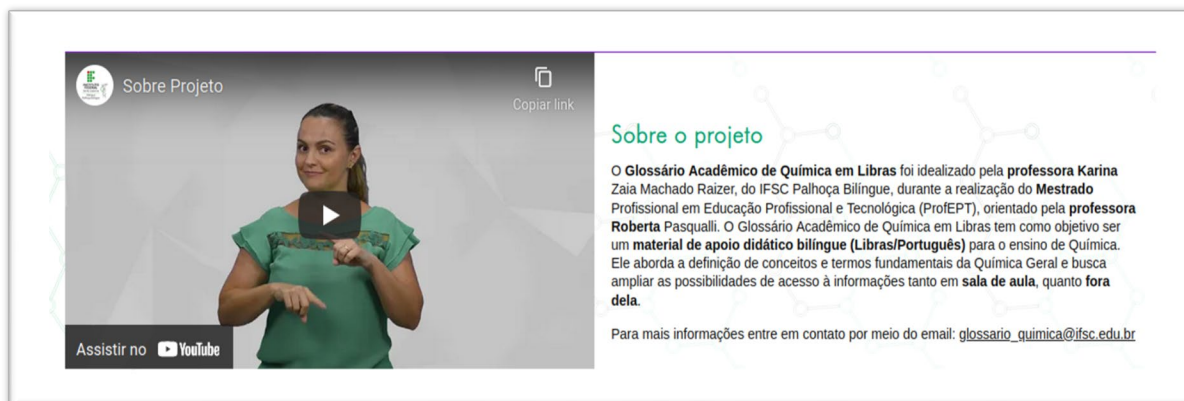 Sobre Projeto
Copiar link
Assistir no YouTube
Sobre o projeto
O Glossário Acadêmico de Química em Libras foi idealizado pela professora Karina
Zaia Machado Raizer, do IFSC Palhoça Bilíngue, durante a realização do Mestrado
Profissional em Educação Profissional e Tecnológica (ProfEPT), orientado pela professora
Roberta Pasqualli. O Glossário Acadêmico de Química em Libras tem como objetivo ser
um material de apoio didático bilíngue (Libras/Português) para o ensino de Química.
Ele aborda a definição de conceitos e termos fundamentais da Química Geral e busca
ampliar as possibilidades de acesso à informações tanto em sala de aula, quanto fora
dela.
Para mais informações entre em contato por meio do email: glossario_quimica@ifsc.edu.br